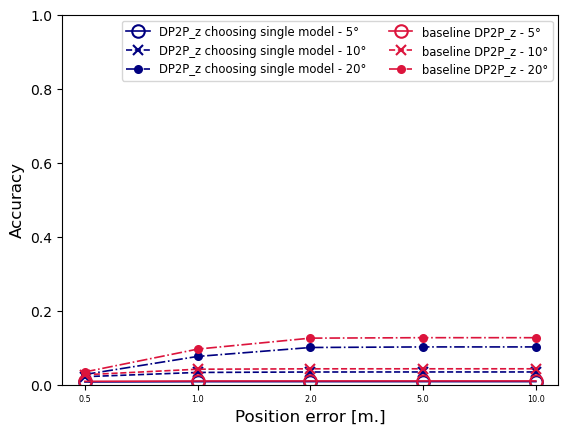 DP2P_z choosing single model - 5°
DP2P_z choosing single model - 10°
DP2P_z choosing single model - 20°
baseline DP2P_z - 5°
baseline DP2P_z - 10°
baseline DP2P_z - 20°
1.0
0.8
0.6
0.4
0.2
0.0
Accuracy
0.5 1.0 2.0 5.0 10.0
Position error [m.]